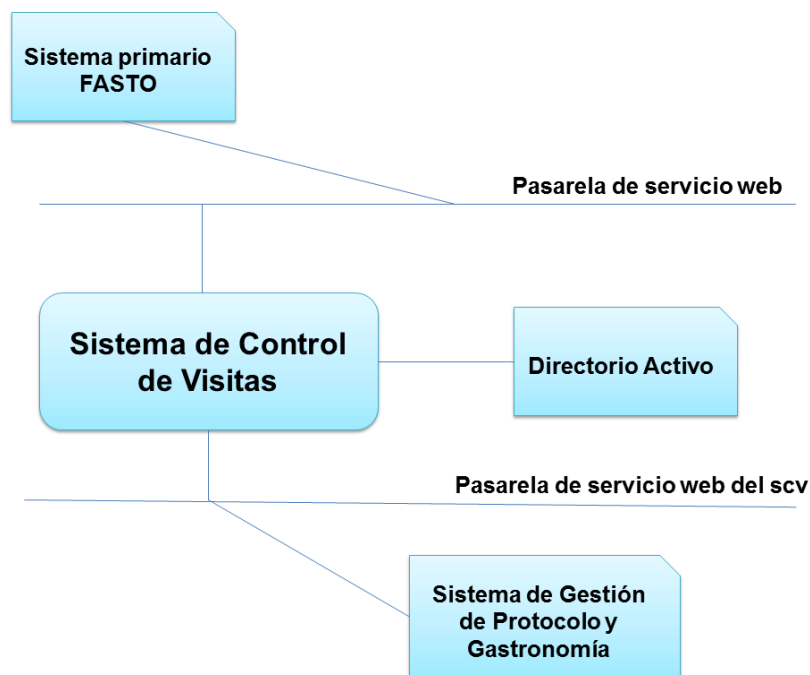 Sistema primario
FASTO
Pasarela de servicio web
Sistema de Control
de Visitas
Directorio Activo
Pasarela de servicio web del scv
Sistema de Gestión
de Protocolo y
Gastronomía